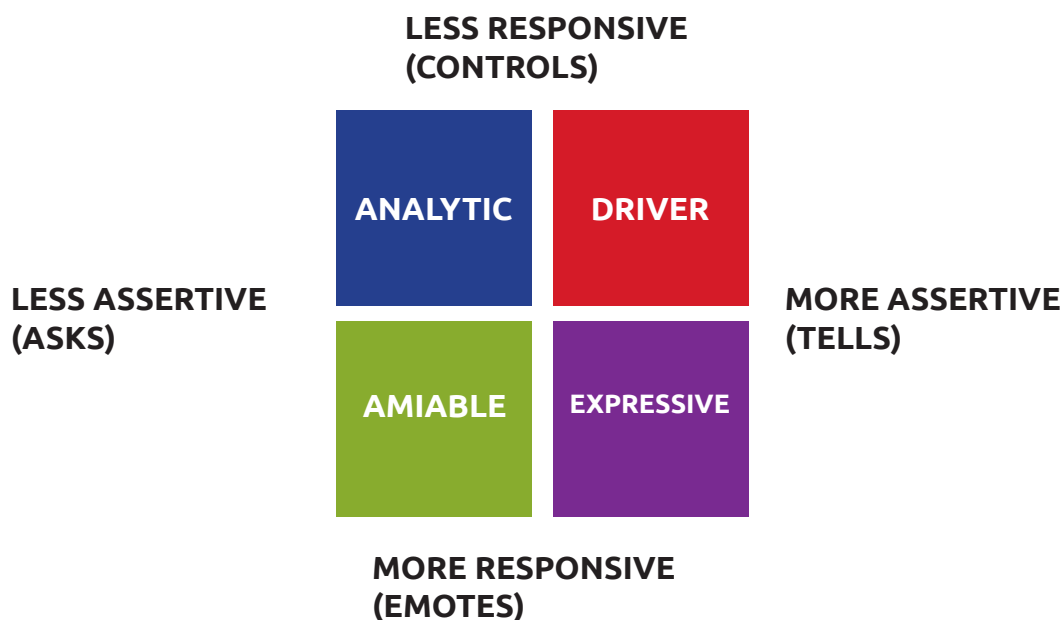 LESS RESPONSIVE
(CONTROLS)
ANALYTIC
DRIVER
LESS ASSERTIVE
(ASKS)
MORE ASSERTIVE
(TELLS)
AMIABLE
EXPRESSIVE
MORE RESPONSIVE
(EMOTES)